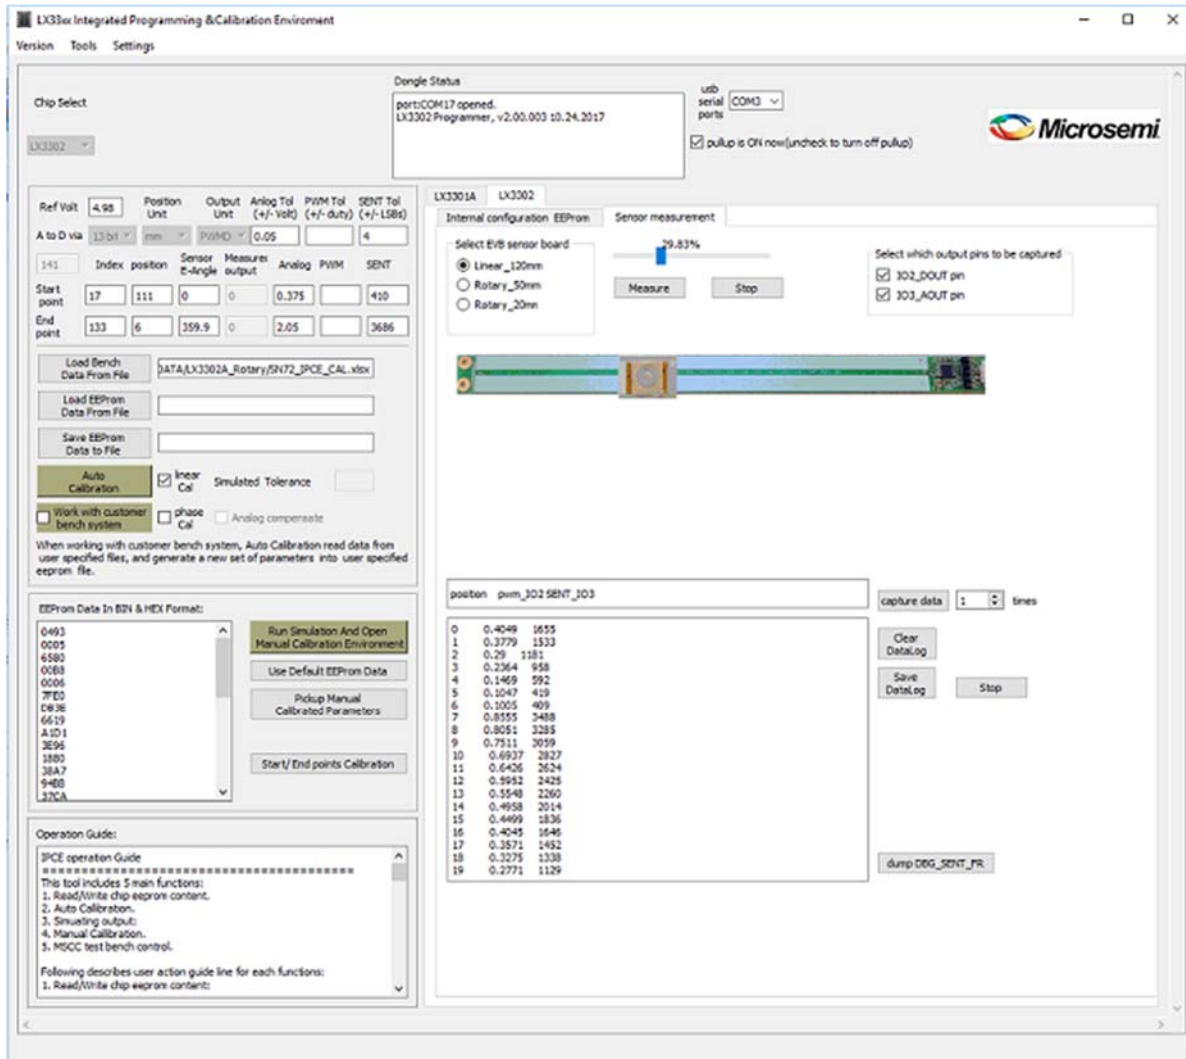 LX33xx Integrated Programming &Calibration Enviroment
Version Tools Settings
Chip Select
LX3302
Dongle Status
port:COM17 opened.
LX3302 Programmer, v2.00.003 10.24.2017
usb
serial
ports
COM3
pullup is ON now(uncheck to turn off pullup)
Microsemi
Ref Volt 4.98
Position Unit
Output Unit
Anlog Tol (+/- Volt)
PWM Tol (+/- duty)
SENT Tol (+/- LSBs)
A to D via 13 bit mm PWMD 0.05 4
141 Index position Sensor E-Angle Measures output Analog PWM SENT
Start point 17 111 0 0 0.375 410
End point 133 6 359.9 0 2.05 3686
Load Bench Data From File
DATA/LX3302A_Rotary/SN72_IPCE_CAL.xlsx
Load EEProm Data From File
Save EEProm Data to File
Auto Calibration
linear Cal
Simulated Tolerance
Work with customer bench system
phase Cal
Analog compensate
When working with customer bench system, Auto Calibration read data from
user specified files, and generate a new set of parameters into user specified
eeprom file.
EEProm Data In BIN & HEX Format:
0493
0005
6580
00B8
0006
7FE0
DB3E
6619
A1D1
3E96
1880
38A7
94B8
37CA
Run Simulation And Open Manual Calibration Environment
Use Default EEProm Data
Pickup Manual Calibrated Parameters
Start/ End points Calibration
Operation Guide:
IPCE operation Guide
==========================================
This tool includes 5 main functions:
1. Read/Write chip eeprom content.
2. Auto Calibration.
3. Simuating output:
4. Manual Calibration.
5. MSCC test bench control.
Following describes user action guide line for each functions:
1. Read/Write chip eeprom content:
LX3301A LX3302
Internal configuration EEProm Sensor measurement
Select EVB sensor board
Linear_120mm
Rotary_50mm
Rotary_20mm
29.83%
Measure Stop
Select which output pins to be captured
IO2_DOUT pin
IO3_AOUT pin
position pwm_IO2 SENT_IO3
capture data 1 times
0 0.4049 1655
1 0.3779 1533
2 0.29 1181
3 0.2364 958
4 0.1469 592
5 0.1047 419
6 0.1005 409
7 0.8555 3488
8 0.8051 3285
9 0.7511 3059
10 0.6937 2827
11 0.6426 2624
12 0.5952 2425
13 0.5548 2260
14 0.4958 2014
15 0.4499 1836
16 0.4045 1646
17 0.3571 1452
18 0.3275 1338
19 0.2771 1129
Clear DataLog
Save DataLog
Stop
dump DBG_SENT_FR